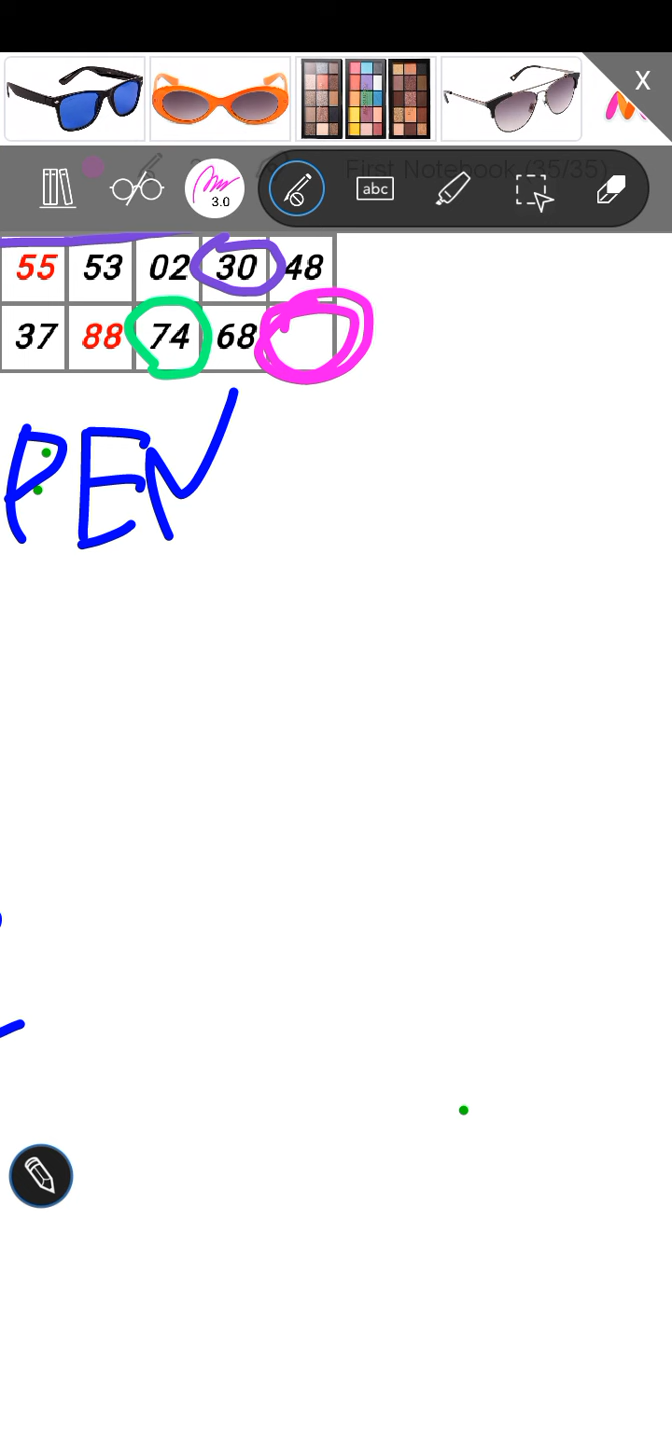 X
First Notebook (35/35)
3.0
abc
55 53 02 30 48
37 88 74 68
PEN